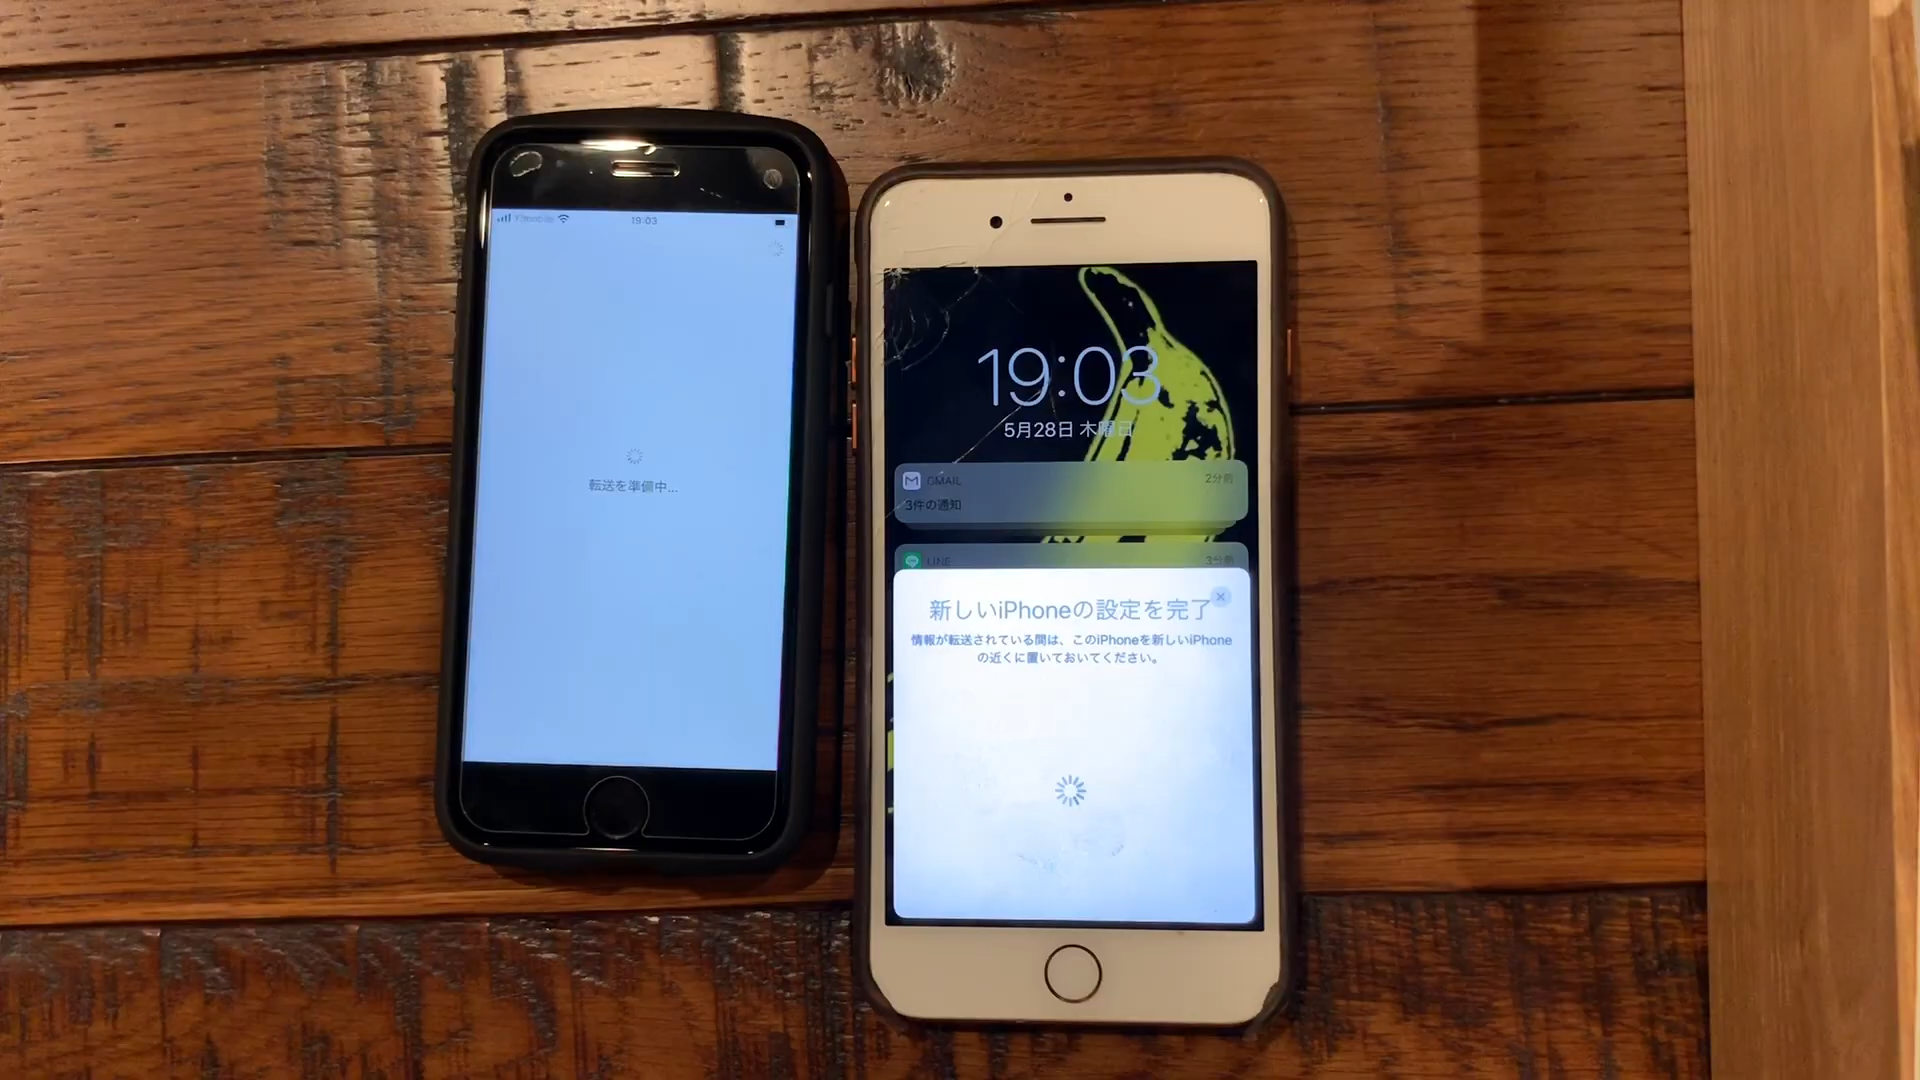 Y!mobile
19:03
転送を準備中...
19:03
5月28日 木曜日
GMAIL
2分前
3件の通知
LINE
3分前
新しいiPhoneの設定を完了
情報が転送されている間は、このiPhoneを新しいiPhone
の近くに置いておいてください。